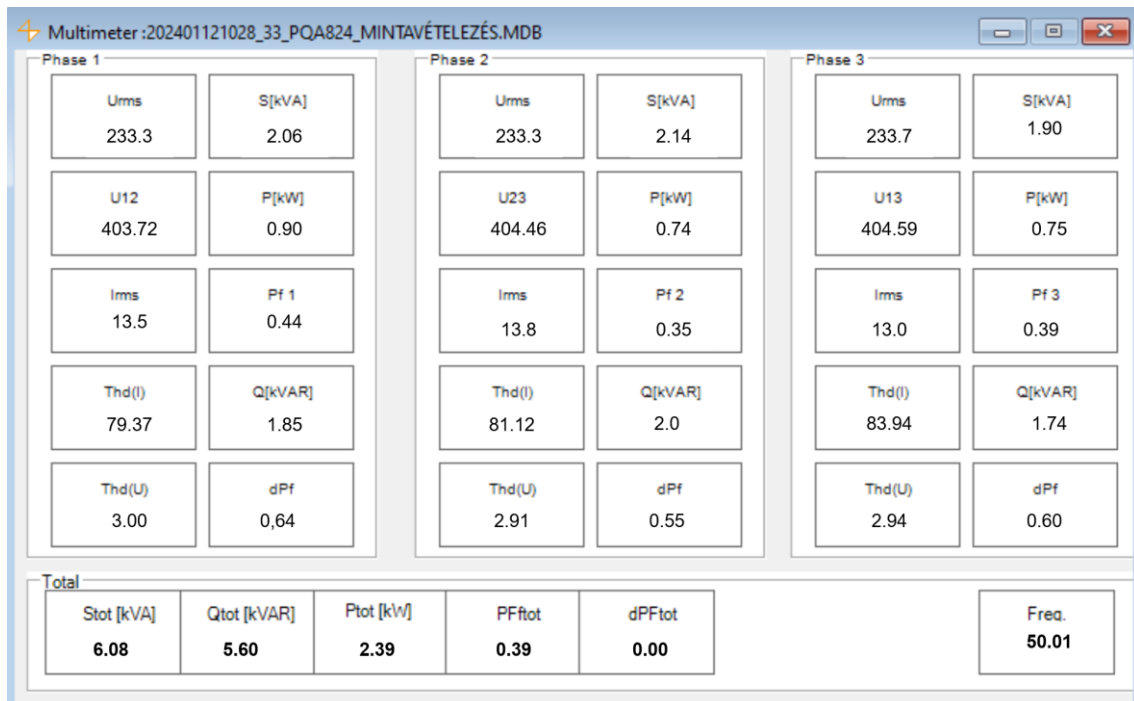 Multimeter :202401121028_33_PQA824_MINTAVÉTELEZÉS.MDB
Phase 1
Urms
S[kVA]
233.3
2.06
U12
P[kW]
403.72
0.90
Irms
Pf 1
13.5
0.44
Thd(I)
Q[kVAR]
79.37
1.85
Thd(U)
dPf
3.00
0,64
Phase 2
Urms
S[kVA]
233.3
2.14
U23
P[kW]
404.46
0.74
Irms
Pf 2
13.8
0.35
Thd(I)
Q[kVAR]
81.12
2.0
Thd(U)
dPf
2.91
0.55
Phase 3
Urms
S[kVA]
233.7
1.90
U13
P[kW]
404.59
0.75
Irms
Pf 3
13.0
0.39
Thd(I)
Q[kVAR]
83.94
1.74
Thd(U)
dPf
2.94
0.60
Total
Stot [kVA]
Qtot [kVAR]
Ptot [kW]
PFftot
dPFtot
Freq.
6.08
5.60
2.39
0.39
0.00
50.01